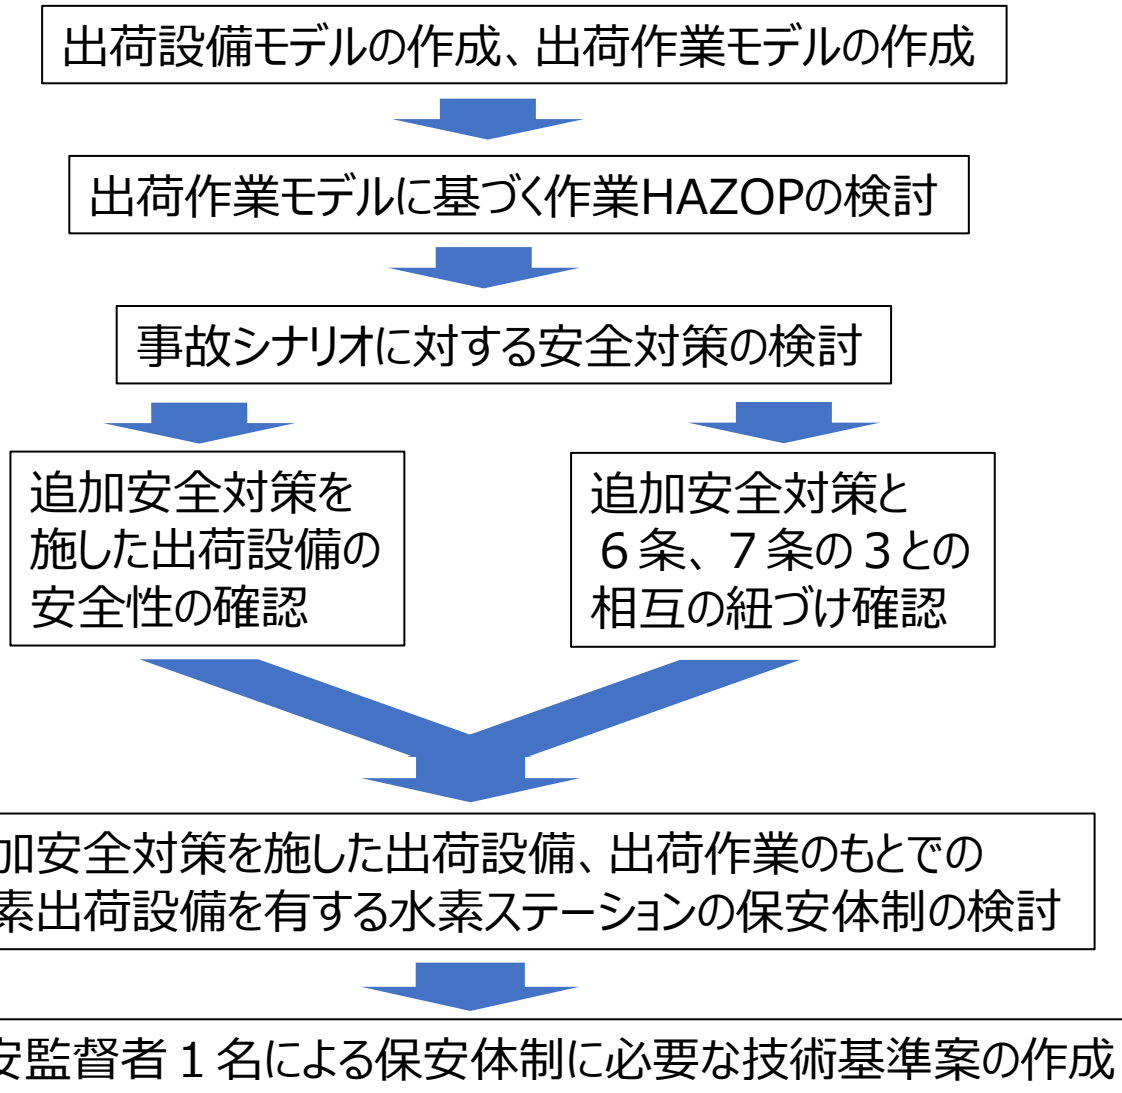 出荷設備モデルの作成、出荷作業モデルの作成
出荷作業モデルに基づく作業HAZOPの検討
事故シナリオに対する安全対策の検討
追加安全対策を
施した出荷設備の
安全性の確認
追加安全対策と
６条、７条の３との
相互の紐づけ確認
加安全対策を施した出荷設備、出荷作業のもとでの
素出荷設備を有する水素ステーションの保安体制の検討
安監督者１名による保安体制に必要な技術基準案の作成